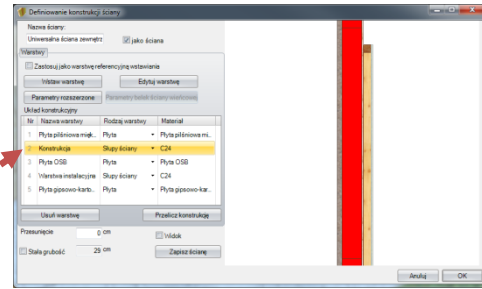 Definiowanie konstrukcji ściany
Nazwa ściany:
Uniwersalna ściana zewnętrz
jako ściana
Warstwy
Zastosuj jako warstwę referencyjną wstawiania
Wstaw warstwę Edytuj warstwę
Parametry rozszerzone Parametry belek ściany wieńcowej
Układ konstrukcyjny
Nr Nazwa warstwy Rodzaj warstwy Materiał
1 Płyta pilśniowa mięk... Płyta Płyta pilśniowa mi...
2 Konstrukcja Słupy ściany C24
3 Płyta OSB Płyta Płyta OSB
4 Warstwa instalacyjna Słupy ściany C24
5 Płyta gipsowo-karto... Płyta Płyta gipsowo-kar...
Usuń warstwę Przelicz konstrukcję
Przesunięcie 0 cm Widok
Stała grubość 29 cm Zapisz ścianę
Anuluj OK